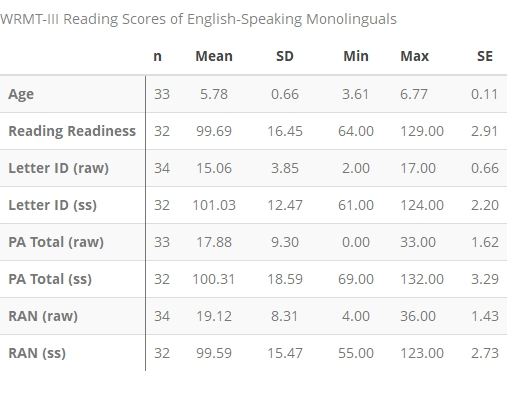 WRMT-III Reading Scores of English-Speaking Monolinguals
n Mean SD Min Max SE
Age 33 5.78 0.66 3.61 6.77 0.11
Reading Readiness 32 99.69 16.45 64.00 129.00 2.91
Letter ID (raw) 34 15.06 3.85 2.00 17.00 0.66
Letter ID (ss) 32 101.03 12.47 61.00 124.00 2.20
PA Total (raw) 33 17.88 9.30 0.00 33.00 1.62
PA Total (ss) 32 100.31 18.59 69.00 132.00 3.29
RAN (raw) 34 19.12 8.31 4.00 36.00 1.43
RAN (ss) 32 99.59 15.47 55.00 123.00 2.73